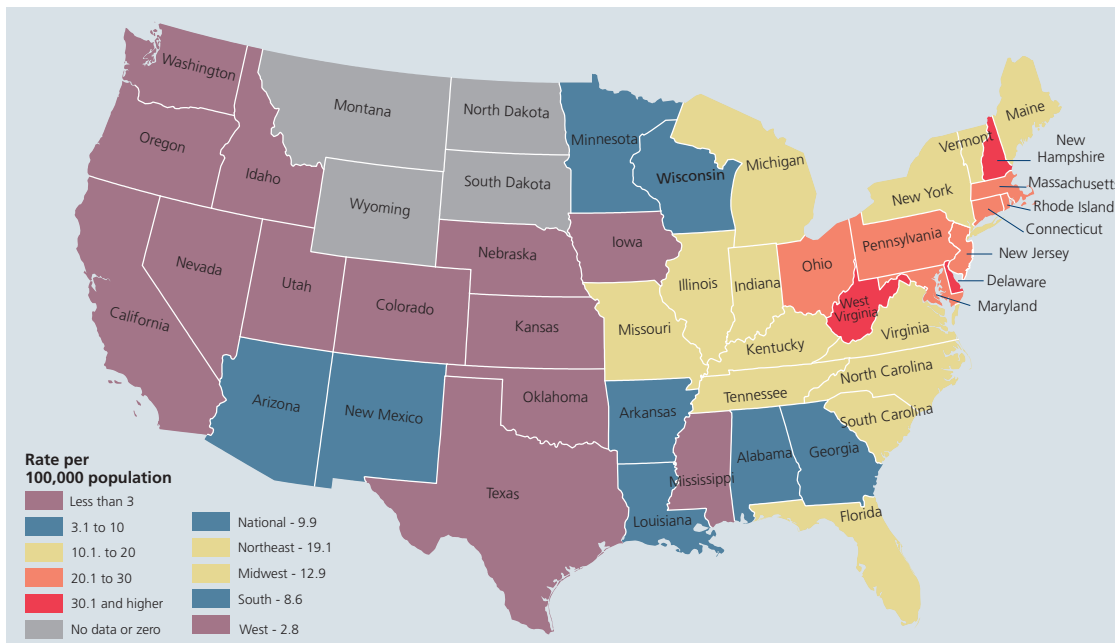 Washington
Montana
North Dakota
Minnesota
Maine
Oregon
Idaho
Vermont
New
Hampshire
Michigan
South Dakota
Wisconsin
Massachusetts
Wyoming
New York
Rhode Island
Connecticut
Nebraska
Iowa
Pennsylvania
New Jersey
Nevada
Utah
Colorado
Illinois
Indiana
Ohio
Delaware
Maryland
West
Virginia
California
Kansas
Missouri
Virginia
Kentucky
North Carolina
Tennessee
Oklahoma
Arizona
New Mexico
Arkansas
South Carolina
Georgia
Alabama
Mississippi
Texas
Louisiana
Florida
Rate per
100,000 population
Less than 3
3.1 to 10
10.1. to 20
20.1 to 30
30.1 and higher
No data or zero
National - 9.9
Northeast - 19.1
Midwest - 12.9
South - 8.6
West - 2.8